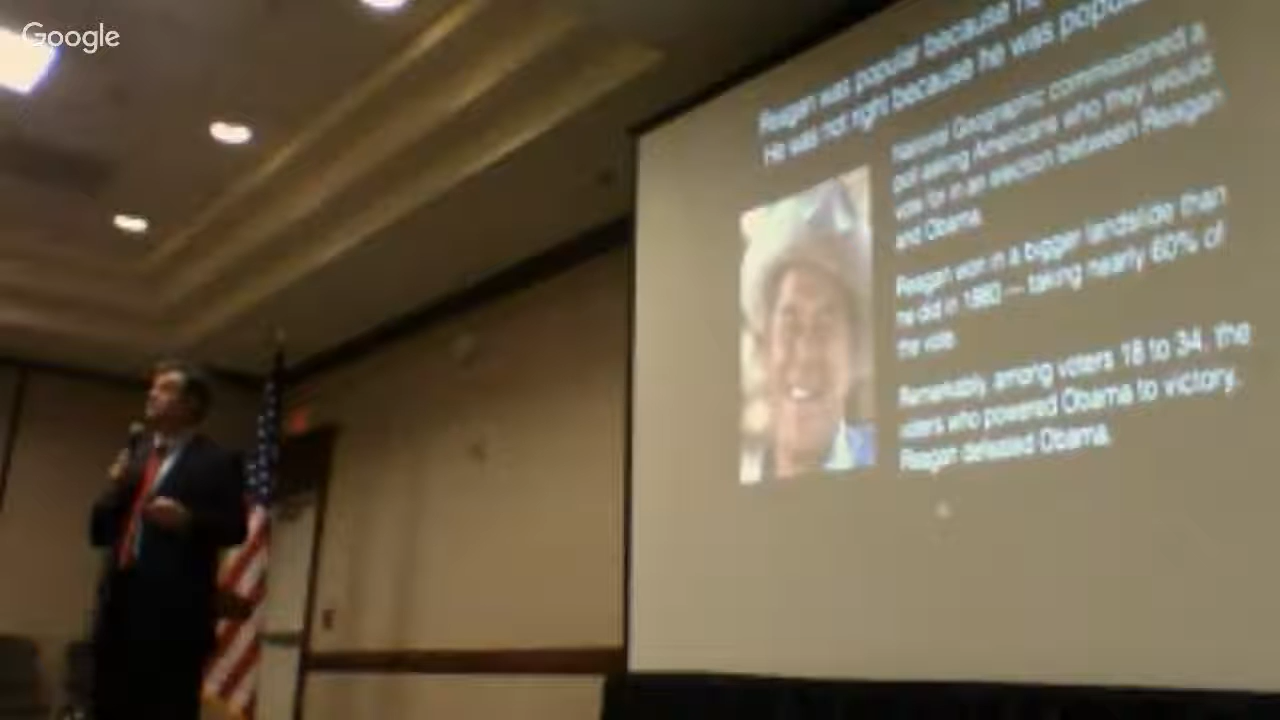 Google
Reagan was popular because he
He was not right because he was popular
National Geographic commissioned a
poll asking Americans who they would
vote for in an election between Reagan
and Obama.
Reagan won in a bigger landslide than
he did in 1980 — taking nearly 60% of
the vote.
Remarkably, among voters 18 to 34, the
voters who powered Obama to victory,
Reagan defeated Obama.